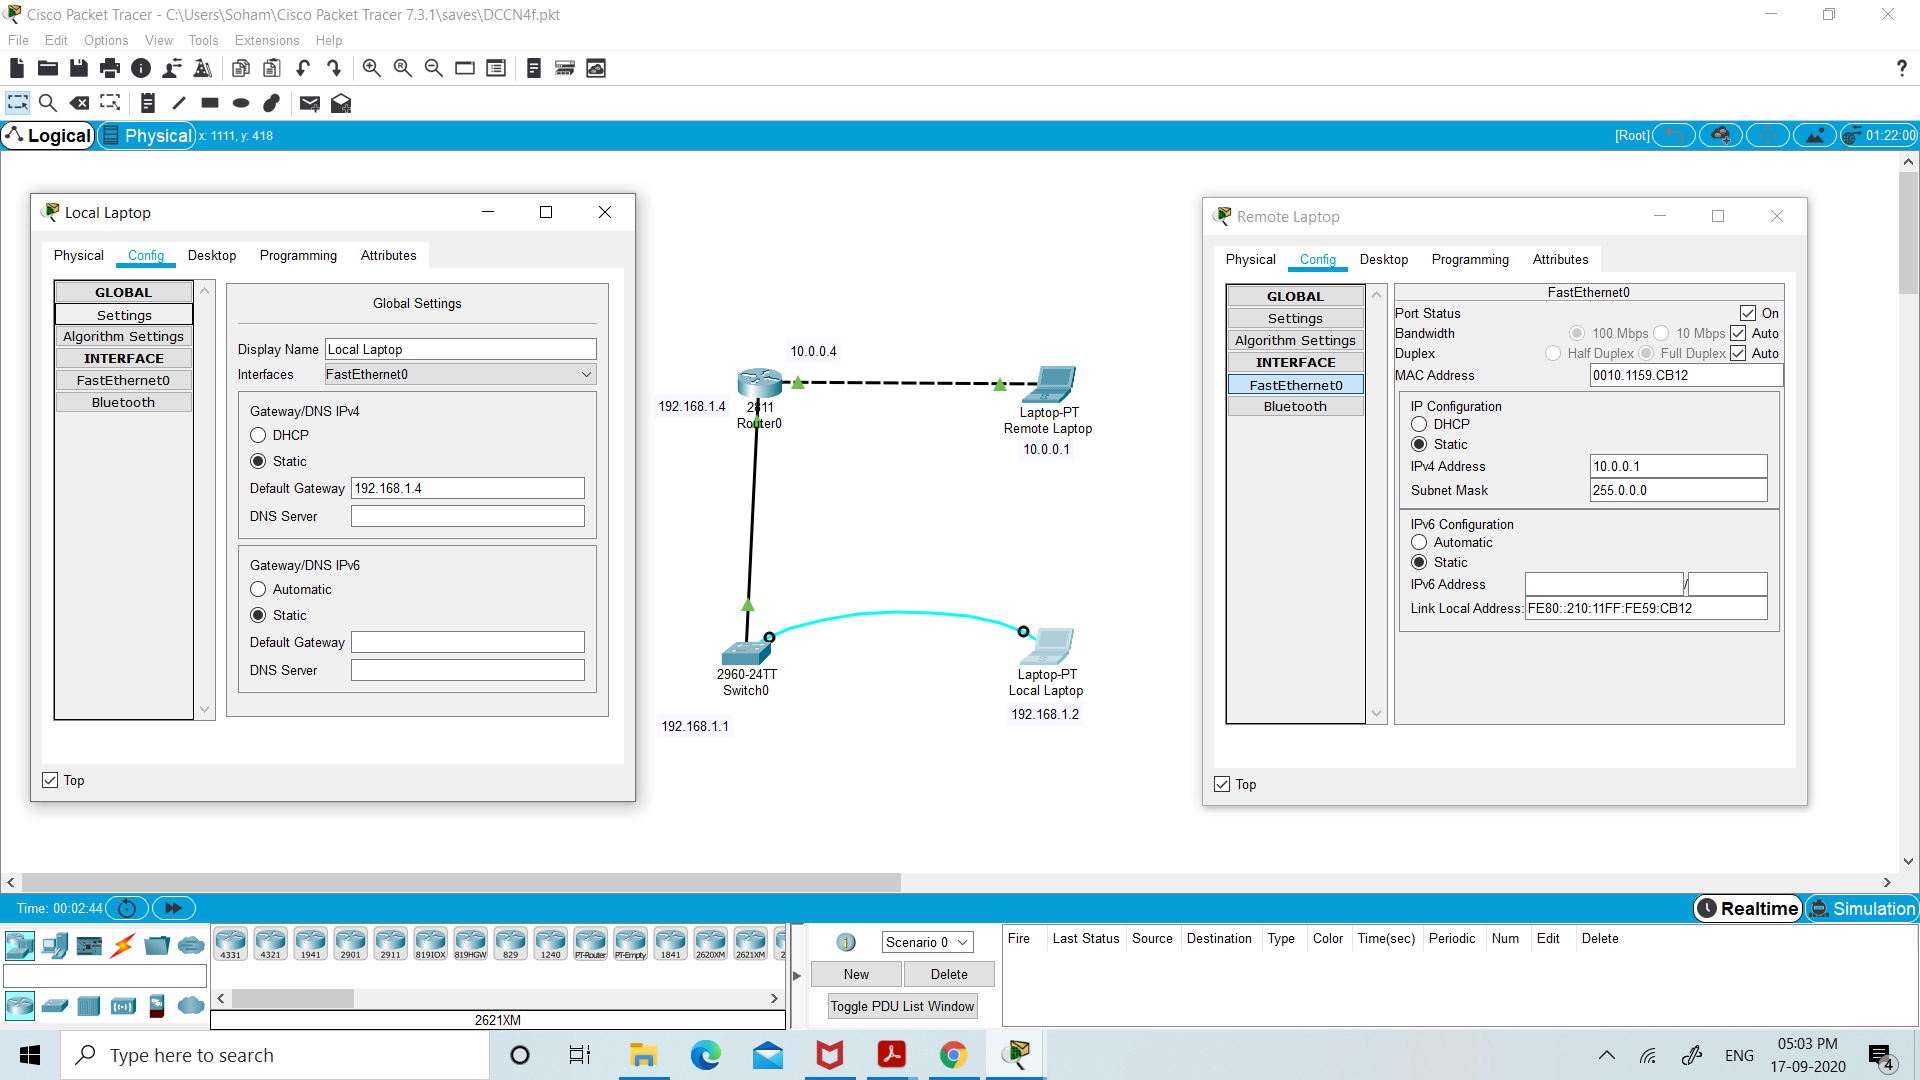 Cisco Packet Tracer - C:\Users\Soham\Cisco Packet Tracer 7.3.1\saves\DCCN4f.pkt
File Edit Options View Tools Extensions Help
Logical Physical x: 1111, y: 418 [Root] 01:22:00
Local Laptop
Physical Config Desktop Programming Attributes
GLOBAL
Settings
Algorithm Settings
INTERFACE
FastEthernet0
Bluetooth
Global Settings
Display Name Local Laptop
Interfaces FastEthernet0
Gateway/DNS IPv4
DHCP
Static
Default Gateway 192.168.1.4
DNS Server
Gateway/DNS IPv6
Automatic
Static
Default Gateway
DNS Server
Top
10.0.0.4
192.168.1.4
2811
Router0
Laptop-PT
Remote Laptop
10.0.0.1
2960-24TT
Switch0
192.168.1.1
Laptop-PT
Local Laptop
192.168.1.2
Remote Laptop
Physical Config Desktop Programming Attributes
GLOBAL
Settings
Algorithm Settings
INTERFACE
FastEthernet0
Bluetooth
FastEthernet0
Port Status On
Bandwidth 100 Mbps 10 Mbps Auto
Duplex Half Duplex Full Duplex Auto
MAC Address 0010.1159.CB12
IP Configuration
DHCP
Static
IPv4 Address 10.0.0.1
Subnet Mask 255.0.0.0
IPv6 Configuration
Automatic
Static
IPv6 Address /
Link Local Address: FE80::210:11FF:FE59:CB12
Top
Time: 00:02:44 Realtime Simulation
4331 4321 1941 2901 2911 819IOX 819HGW 829 1240 PT-Router PT-Empty 1841 2620XM 2621XM 2
2621XM
Scenario 0
New Delete
Toggle PDU List Window
Fire Last Status Source Destination Type Color Time(sec) Periodic Num Edit Delete
Type here to search
ENG
05:03 PM
17-09-2020
4